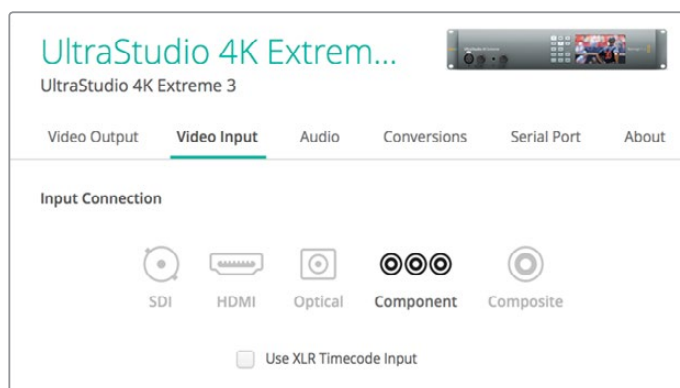 UltraStudio 4K Extrem...
UltraStudio 4K Extreme 3
Video Output Video Input Audio Conversions Serial Port About
Input Connection
SDI HDMI Optical Component Composite
Use XLR Timecode Input